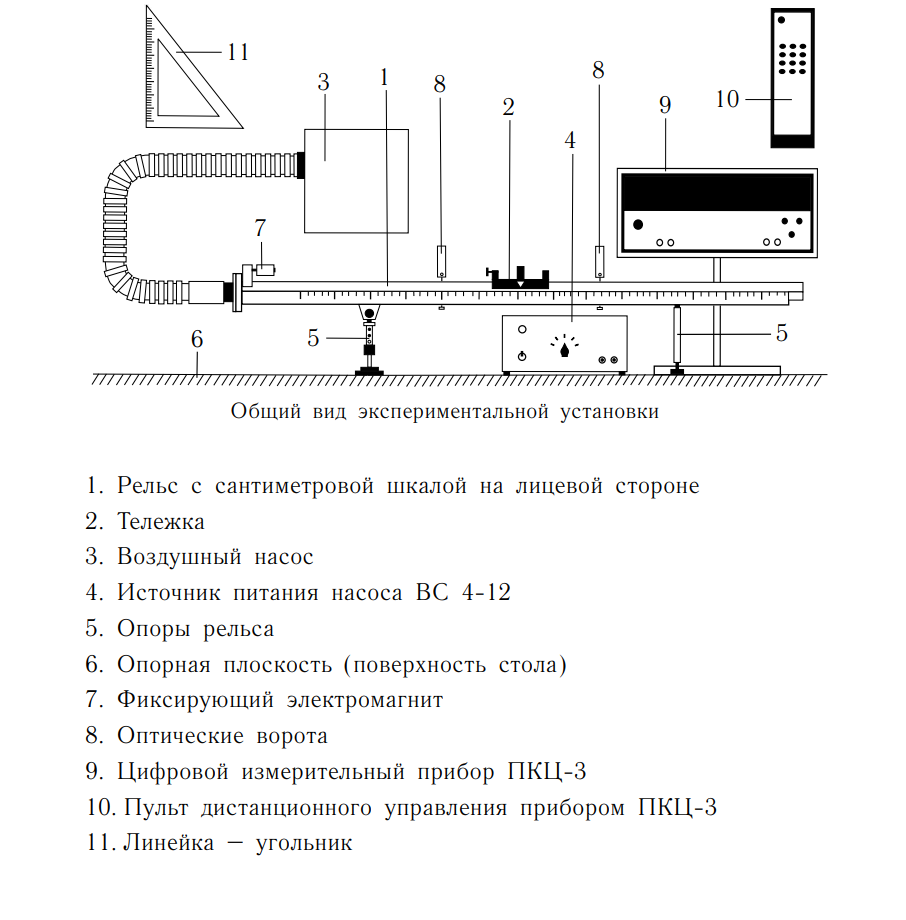 11
3
1
8
2
8
4
9
10
7
6
5
5
Общий вид экспериментальной установки
1. Рельс с сантиметровой шкалой на лицевой стороне
2. Тележка
3. Воздушный насос
4. Источник питания насоса ВС 4-12
5. Опоры рельса
6. Опорная плоскость (поверхность стола)
7. Фиксирующий электромагнит
8. Оптические ворота
9. Цифровой измерительный прибор ПКЦ-3
10. Пульт дистанционного управления прибором ПКЦ-3
11. Линейка – угольник